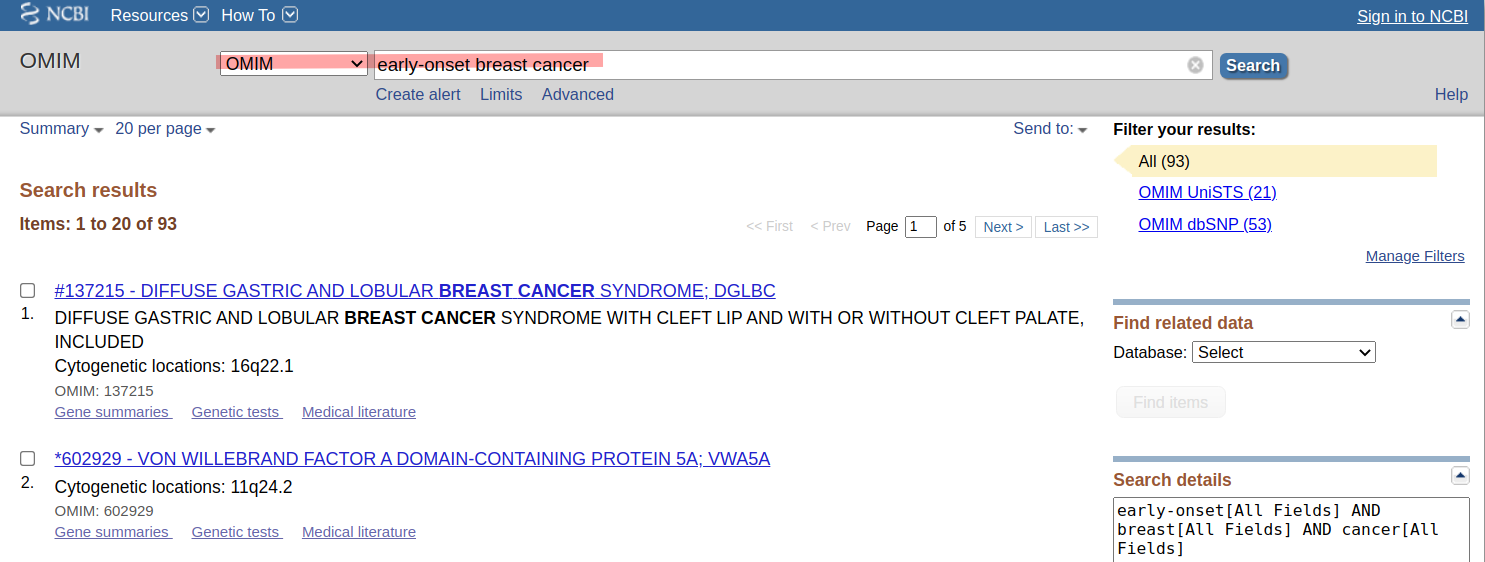 NCBI Resources How To Sign in to NCBI
OMIM OMIM early-onset breast cancer Search
Create alert Limits Advanced Help
Summary 20 per page Send to:
Search results
Items: 1 to 20 of 93
<< First < Prev Page 1 of 5 Next > Last >>
#137215 - DIFFUSE GASTRIC AND LOBULAR BREAST CANCER SYNDROME; DGLBC
1. DIFFUSE GASTRIC AND LOBULAR BREAST CANCER SYNDROME WITH CLEFT LIP AND WITH OR WITHOUT CLEFT PALATE,
INCLUDED
Cytogenetic locations: 16q22.1
OMIM: 137215
Gene summaries Genetic tests Medical literature
*602929 - VON WILLEBRAND FACTOR A DOMAIN-CONTAINING PROTEIN 5A; VWA5A
2. Cytogenetic locations: 11q24.2
OMIM: 602929
Gene summaries Genetic tests Medical literature
Filter your results:
All (93)
OMIM UniSTS (21)
OMIM dbSNP (53)
Manage Filters
Find related data
Database: Select
Find items
Search details
early-onset[All Fields] AND
breast[All Fields] AND cancer[All
Fields]